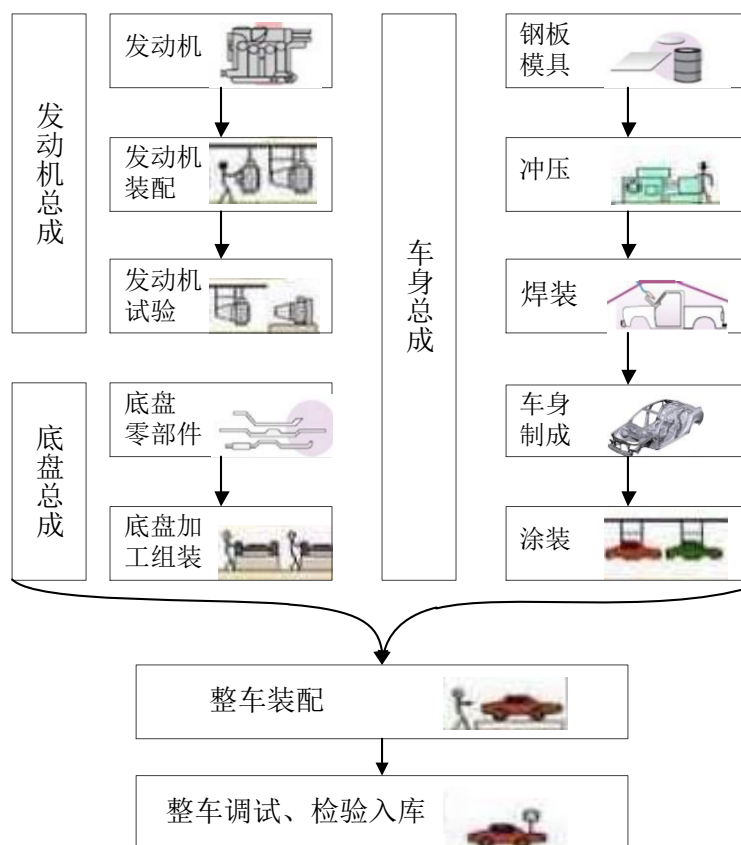 发动机总成
发动机
发动机
装配
发动机
试验
底盘总成
底盘
零部件
底盘加
工组装
车身总成
钢板
模具
冲压
焊装
车身
制成
涂装
整车装配
整车调试、检验入库